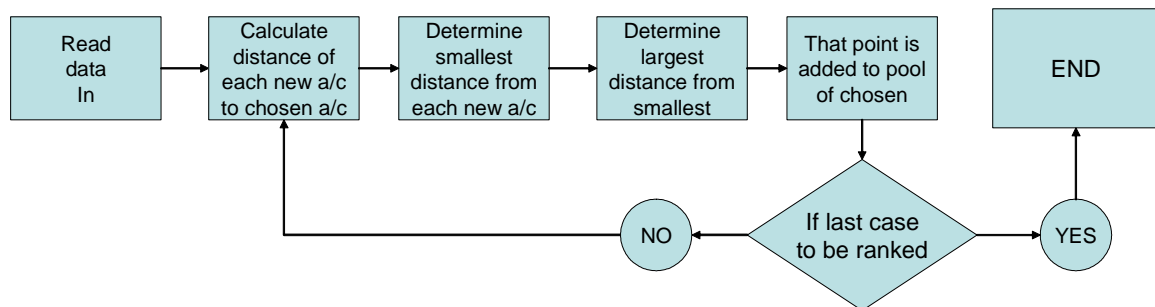 Read
data
In
Calculate
distance of
each new a/c
to chosen a/c
Determine
smallest
distance from
each new a/c
Determine
largest
distance from
smallest
That point is
added to pool
of chosen
END
If last case
to be ranked
NO
YES